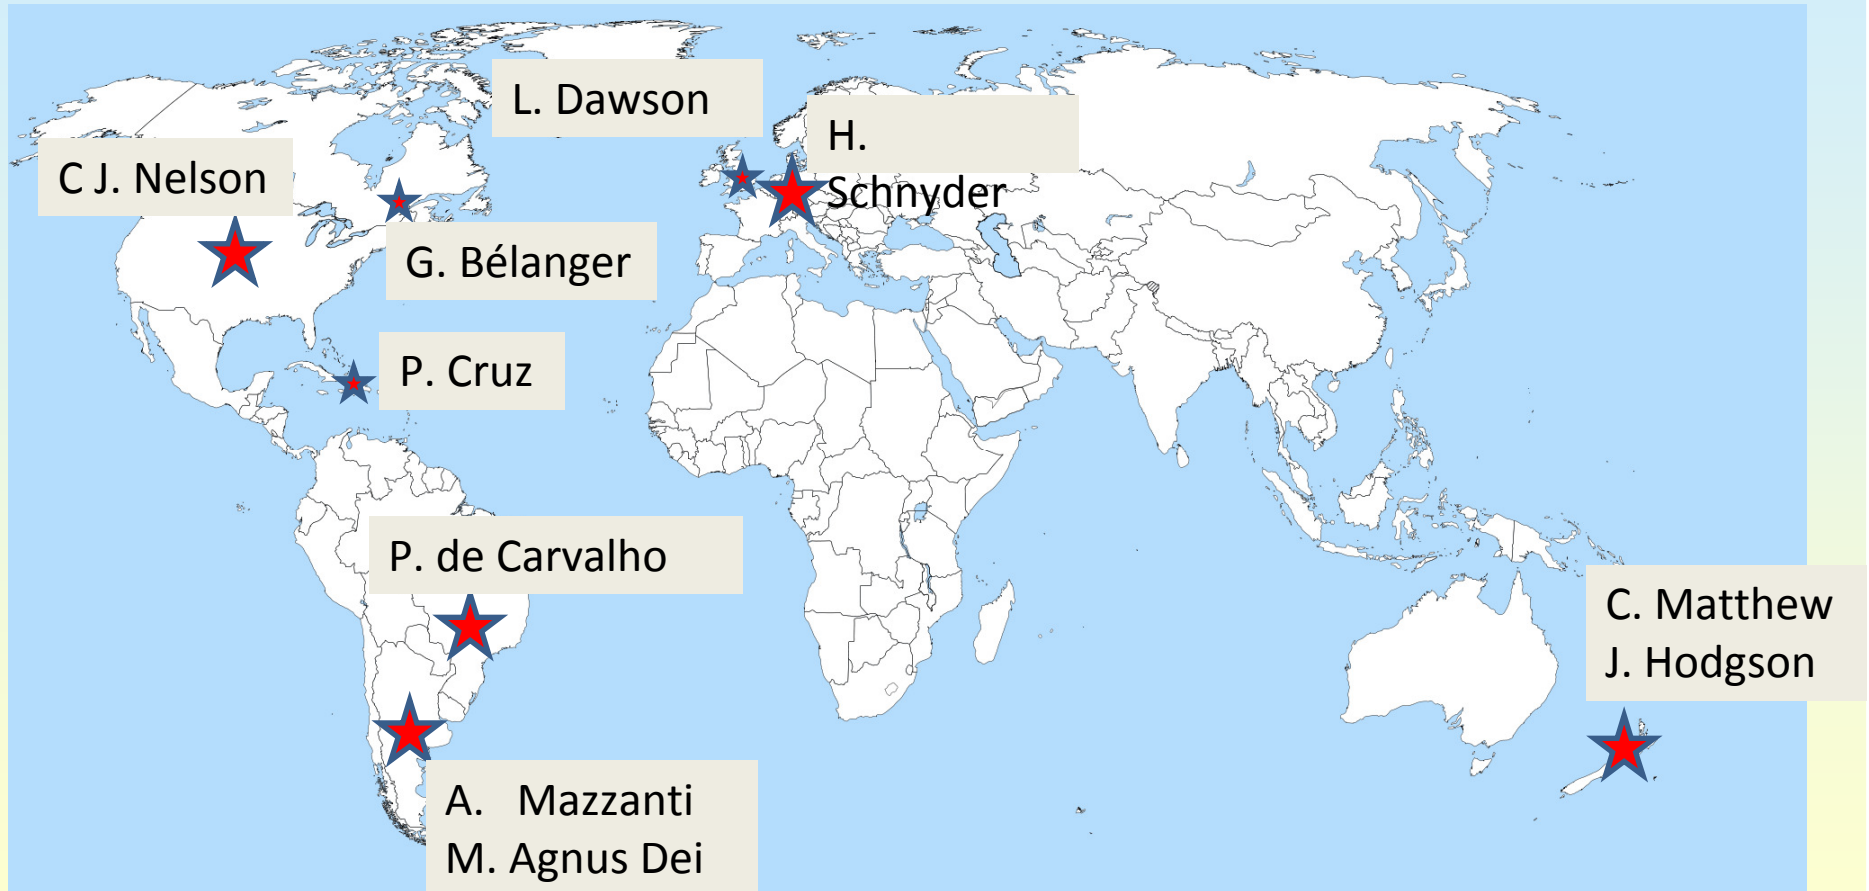 L. Dawson
H.
Schnyder
C J. Nelson
G. Bélanger
P. Cruz
P. de Carvalho
C. Matthew
J. Hodgson
A. Mazzanti
M. Agnus Dei